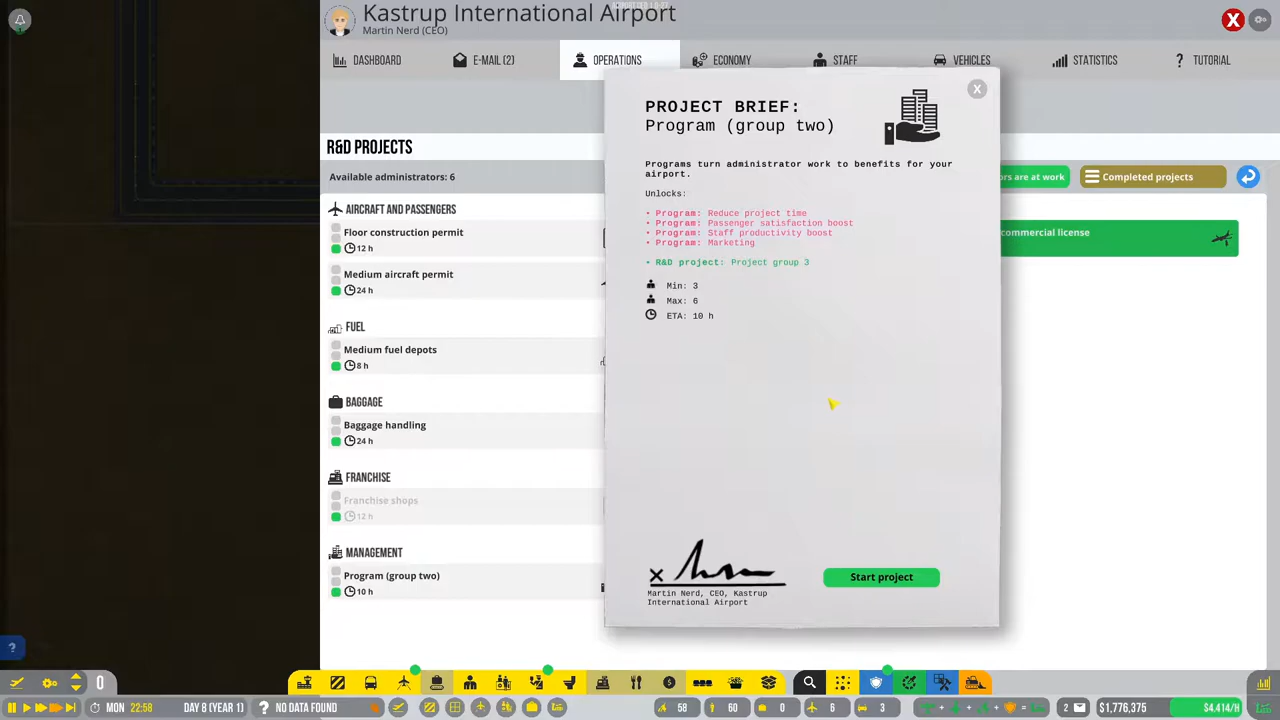 Kastrup International Airport
Martin Nerd (CEO)
X
DASHBOARD
E-MAIL (2)
OPERATIONS
ECONOMY
STAFF
VEHICLES
STATISTICS
? TUTORIAL
R&D PROJECTS
Available administrators: 6
ors are at work
Completed projects
AIRCRAFT AND PASSENGERS
Floor construction permit
12 h
Medium aircraft permit
24 h
commercial license
FUEL
Medium fuel depots
8 h
BAGGAGE
Baggage handling
24 h
FRANCHISE
Franchise shops
12 h
MANAGEMENT
Program (group two)
10 h
X
PROJECT BRIEF:
Program (group two)
Programs turn administrator work to benefits for your
airport.
Unlocks:
• Program: Reduce project time
• Program: Passenger satisfaction boost
• Program: Staff productivity boost
• Program: Marketing
• R&D project: Project group 3
Min: 3
Max: 6
ETA: 10 h
Martin Nerd, CEO, Kastrup
International Airport
Start project
?
0
MON 22:58
DAY 8 (YEAR 1)
? NO DATA FOUND
58
60
0
6
3
2
$1,776,375
$4,414/H